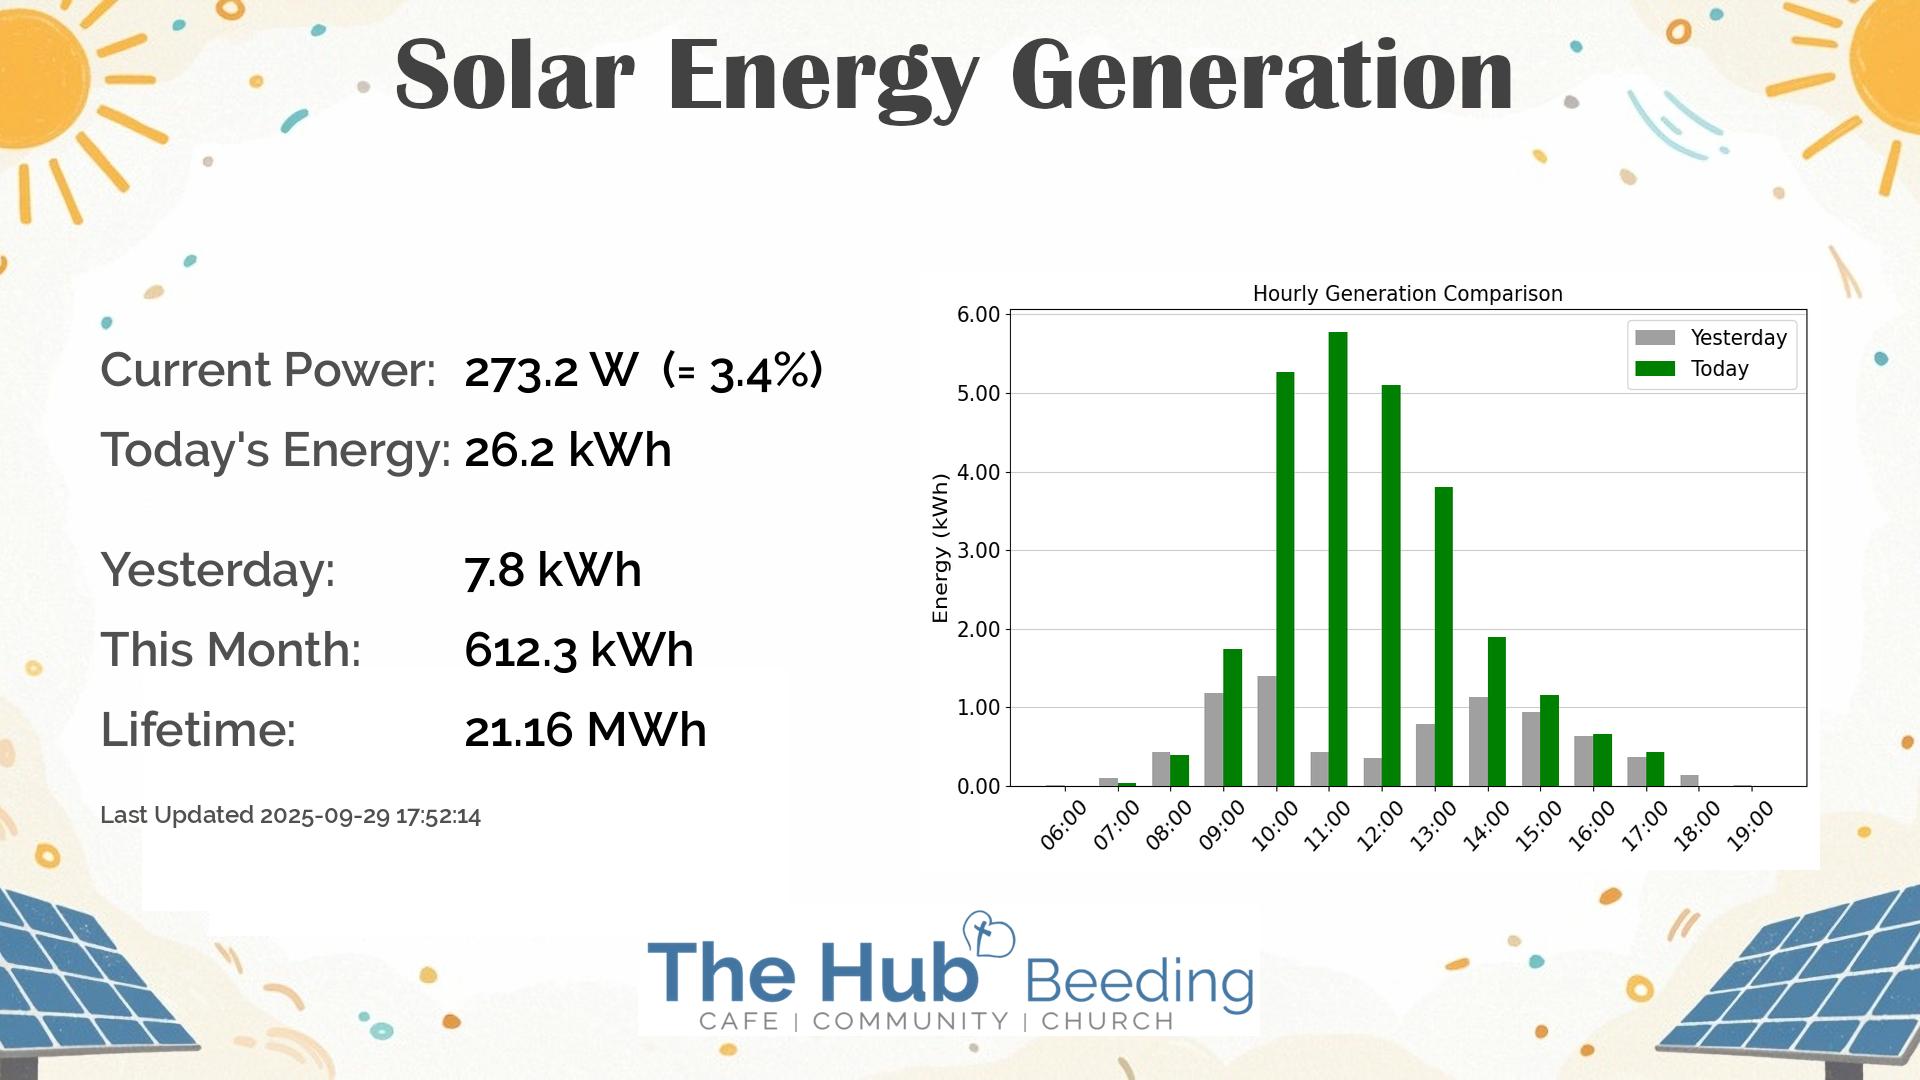 Solar Energy Generation
Current Power: 273.2 W (= 3.4%)
Today's Energy: 26.2 kWh
Yesterday: 7.8 kWh
This Month: 612.3 kWh
Lifetime: 21.16 MWh
Last Updated 2025-09-29 17:52:14
Hourly Generation Comparison
Yesterday
Today
Energy (kWh)
6.00
5.00
4.00
3.00
2.00
1.00
0.00
06:00 07:00 08:00 09:00 10:00 11:00 12:00 13:00 14:00 15:00 16:00 17:00 18:00 19:00
The Hub Beeding
CAFE | COMMUNITY | CHURCH